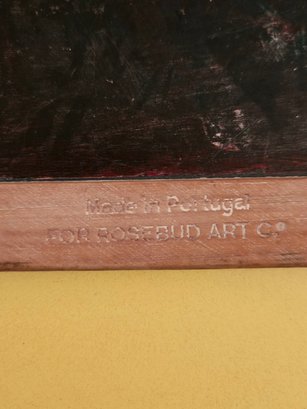 Made in Portugal
FOR ROSEBUD ART Cº